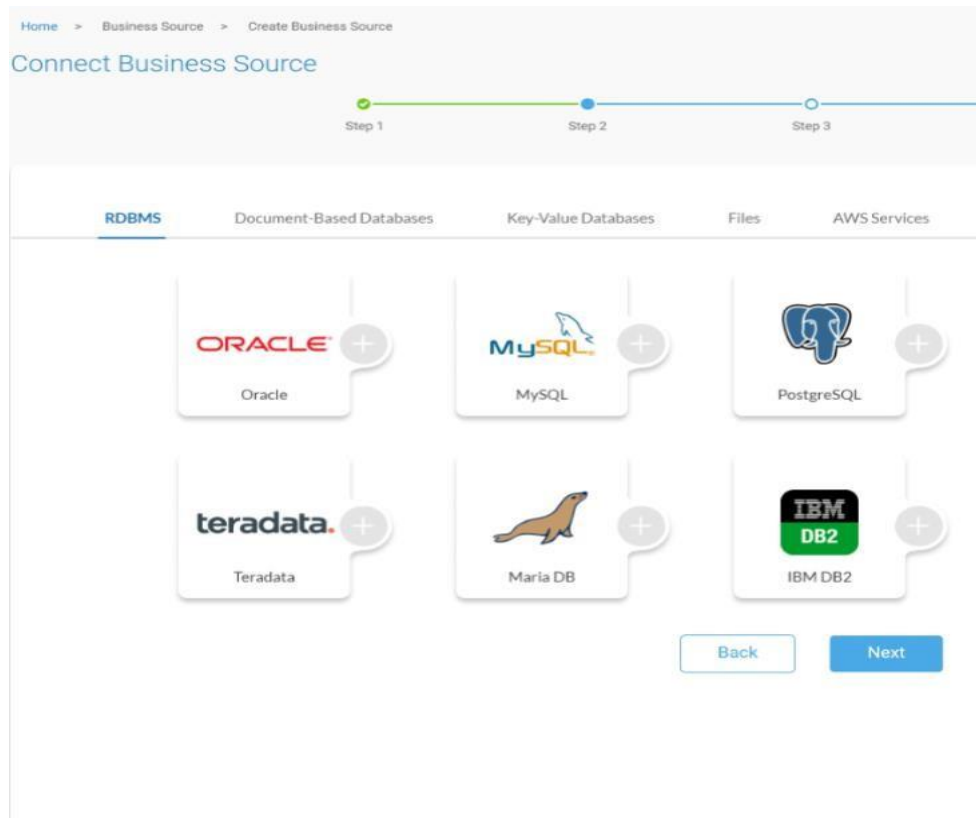 Home > Business Source > Create Business Source
Connect Business Source
Step 1 Step 2 Step 3
RDBMS Document-Based Databases Key-Value Databases Files AWS Services
ORACLE MySQL
Oracle MySQL PostgreSQL
teradata. IBM
DB2
Teradata Maria DB IBM DB2
Back Next